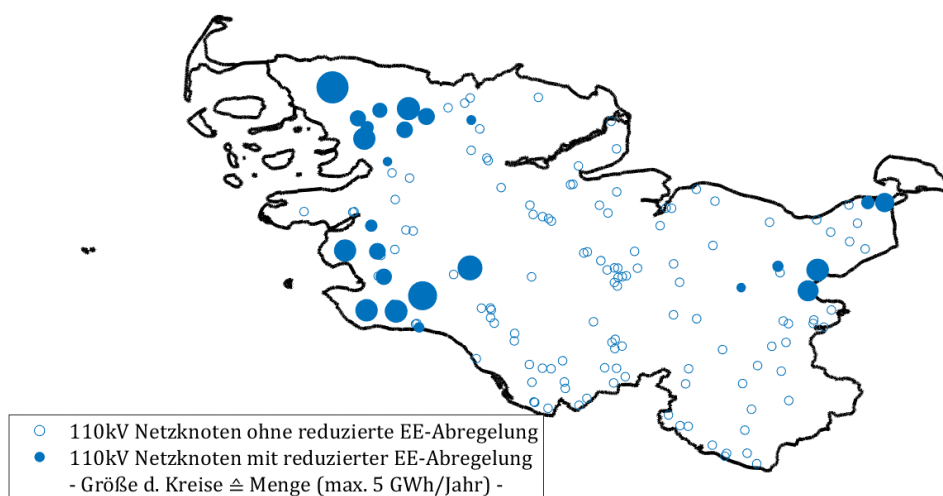 110kV Netzknoten ohne reduzierte EE-Abregelung
110kV Netzknoten mit reduzierter EE-Abregelung
- Größe d. Kreise ≙ Menge (max. 5 GWh/Jahr) -